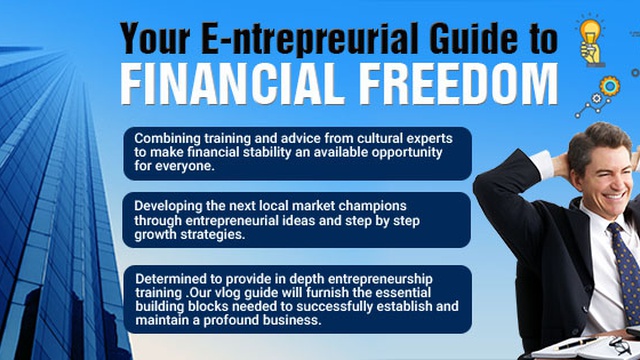 Your E-ntrepreurial Guide to
FINANCIAL FREEDOM
Combining training and advice from cultural experts
to make financial stability an available opportunity
for everyone.
Developing the next local market champions
through entrepreneurial ideas and step by step
growth strategies.
Determined to provide in depth entrepreneurship
training .Our vlog guide will furnish the essential
building blocks needed to successfully establish and
maintain a profound business.